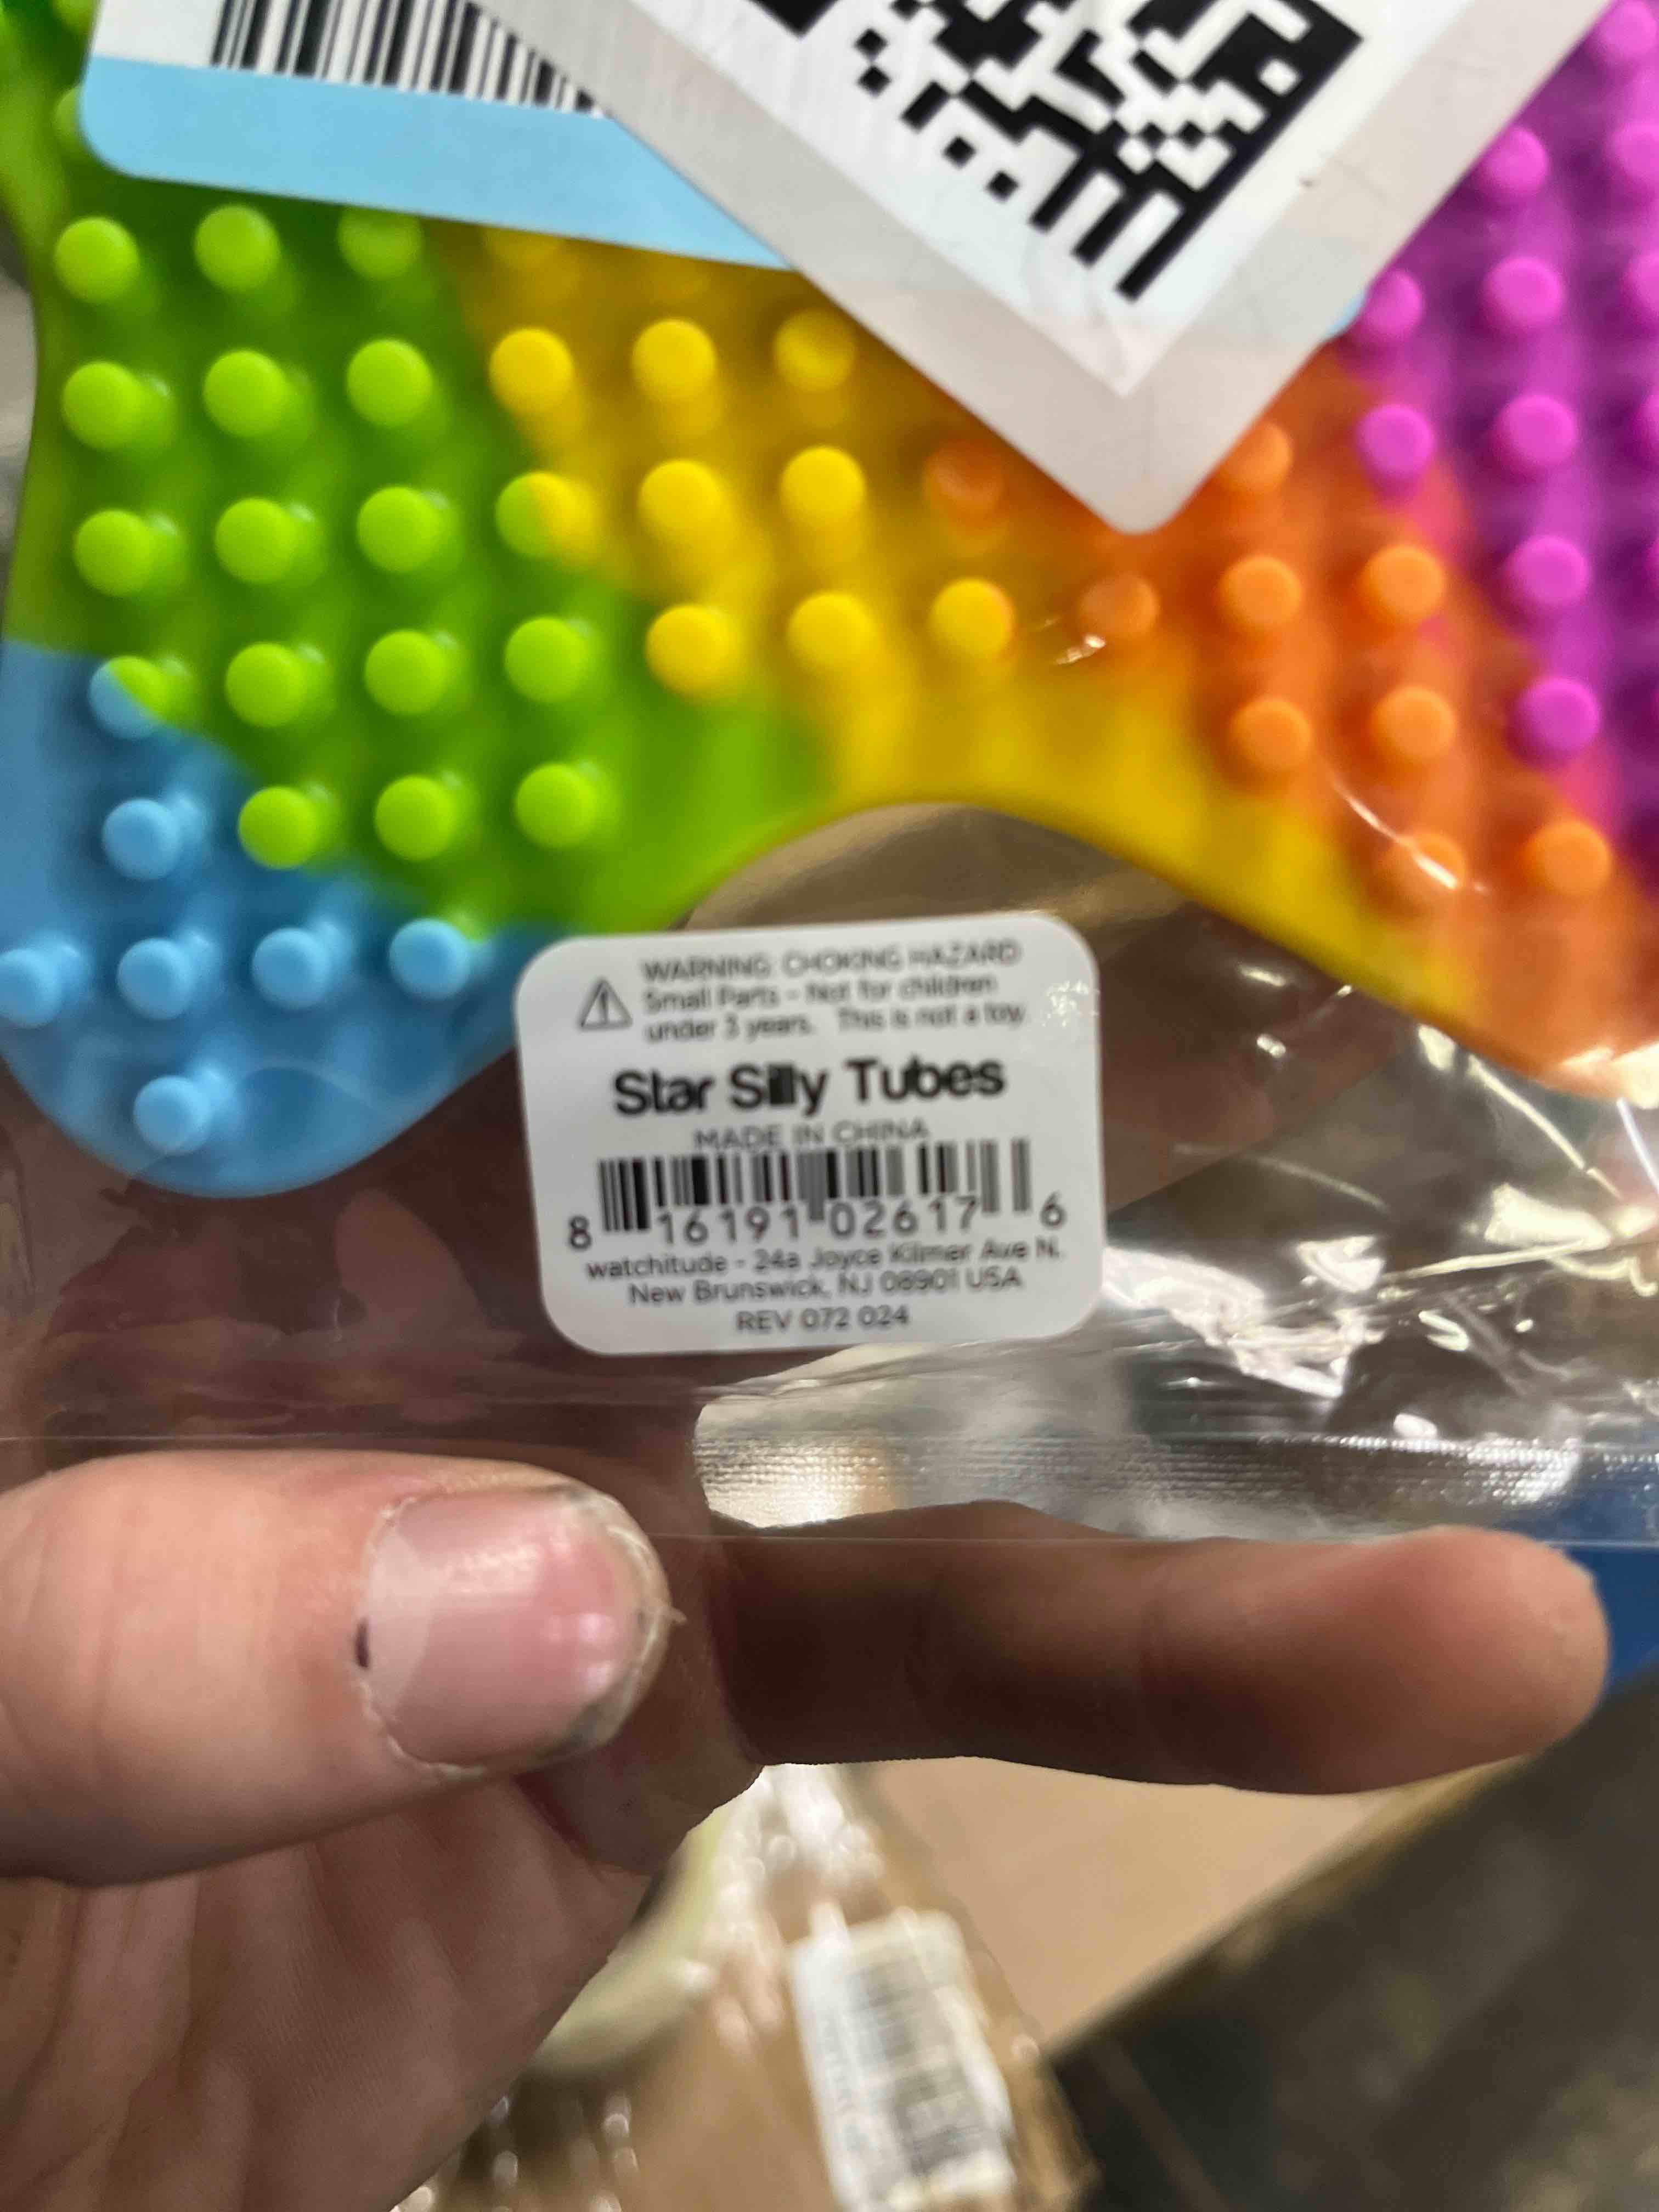 WARNING: CHOKING HAZARD
Small Parts - Not for children
under 3 years. This is not a toy.
Star Silly Tubes
MADE IN CHINA
8 16191 02617 6
watchitude - 24a Joyce Kilmer Ave N.
New Brunswick, NJ 08901 USA
REV 072 024